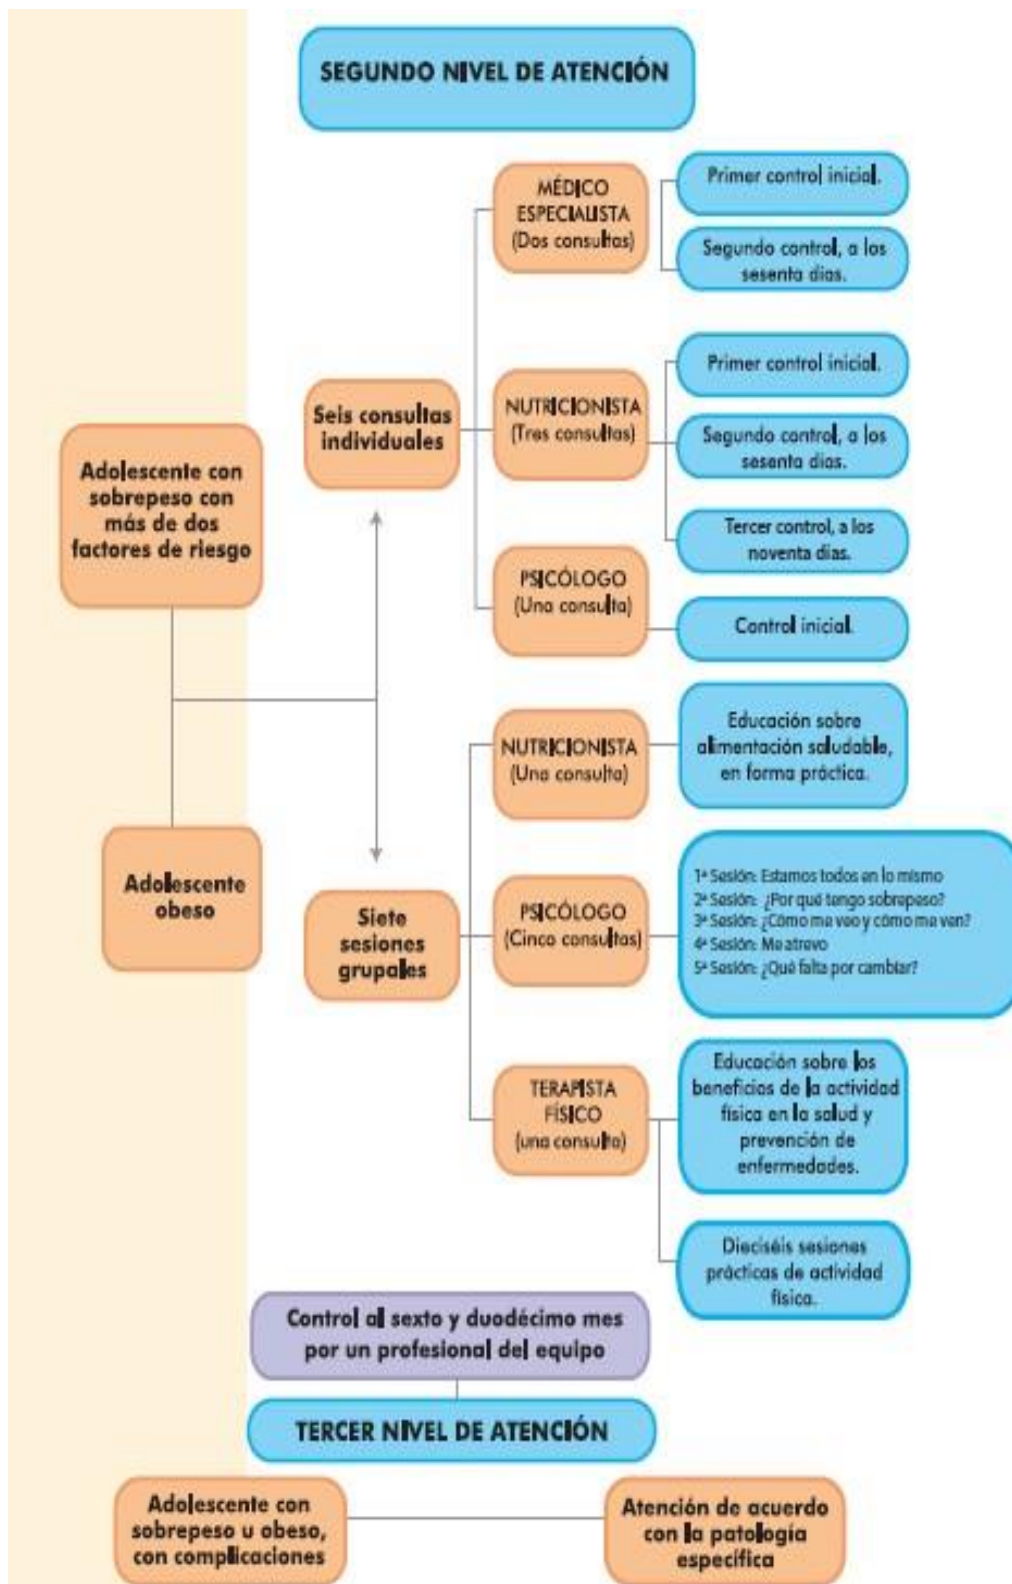 SEGUNDO NIVEL DE ATENCIÓN
MÉDICO
ESPECIALISTA
(Dos consultas)
Primer control inicial.
Segundo control, a los
sesenta dias.
Adolescente con
sobrepeso con
más de dos
factores de riesgo
Seis consultas
individuales
NUTRICIONISTA
(Tres consultas)
Primer control inicial.
Segundo control, a los
sesenta dias.
Tercer control, a los
noventa dias.
PSICÓLOGO
(Una consulta)
Control inicial.
Adolescente
obeso
Siete
sesiones
grupales
NUTRICIONISTA
(Una consulta)
Educación sobre
alimentación saludable,
en forma práctica.
PSICÓLOGO
(Cinco consultas)
1ª Sesión: Estamos todos en lo mismo
2ª Sesión: ¿Por qué tengo sobrepeso?
3ª Sesión: ¿Cómo me veo y cómo me ven?
4ª Sesión: Me atrevo
5ª Sesión: ¿Qué falta por cambiar?
TERAPISTA
FÍSICO
(una consulta)
Educación sobre los
beneficios de la actividad
física en la salud y
prevención de
enfermedades.
Dieciséis sesiones
prácticas de actividad
física.
Control al sexto y duodécimo mes
por un profesional del equipo
TERCER NIVEL DE ATENCIÓN
Adolescente con
sobrepeso u obeso,
con complicaciones
Atención de acuerdo
con la patología
específica